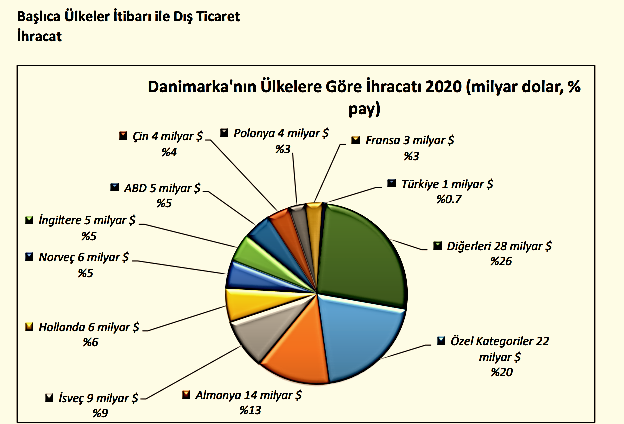 Başlıca Ülkeler İtibarı ile Dış Ticaret
İhracat
Danimarka'nın Ülkelere Göre İhracatı 2020 (milyar dolar, %
pay)
Çin 4 milyar $
%4
Polonya 4 milyar $
%3
Fransa 3 milyar $
%3
Türkiye 1 milyar $
%0.7
ABD 5 milyar $
%5
İngiltere 5 milyar $
%5
Diğerleri 28 milyar $
%26
Norveç 6 milyar $
%5
Hollanda 6 milyar $
%6
Özel Kategoriler 22
milyar $
%20
İsveç 9 milyar $
%9
Almanya 14 milyar $
%13